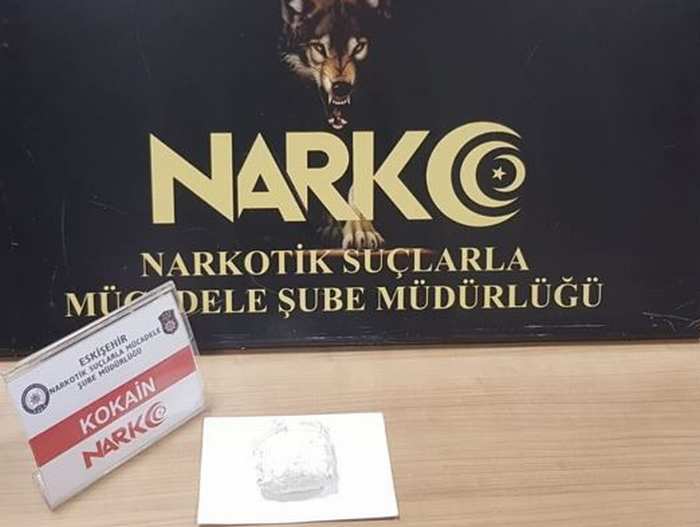 NARKO
NARKOTİK SUÇLARLA
MÜCADELE ŞUBE MÜDÜRLÜĞÜ
ESKİŞEHİR
NARKOTİK SUÇLARLA MÜCADELE
ŞUBE MÜDÜRLÜĞÜ
KOKAİN
NARKO